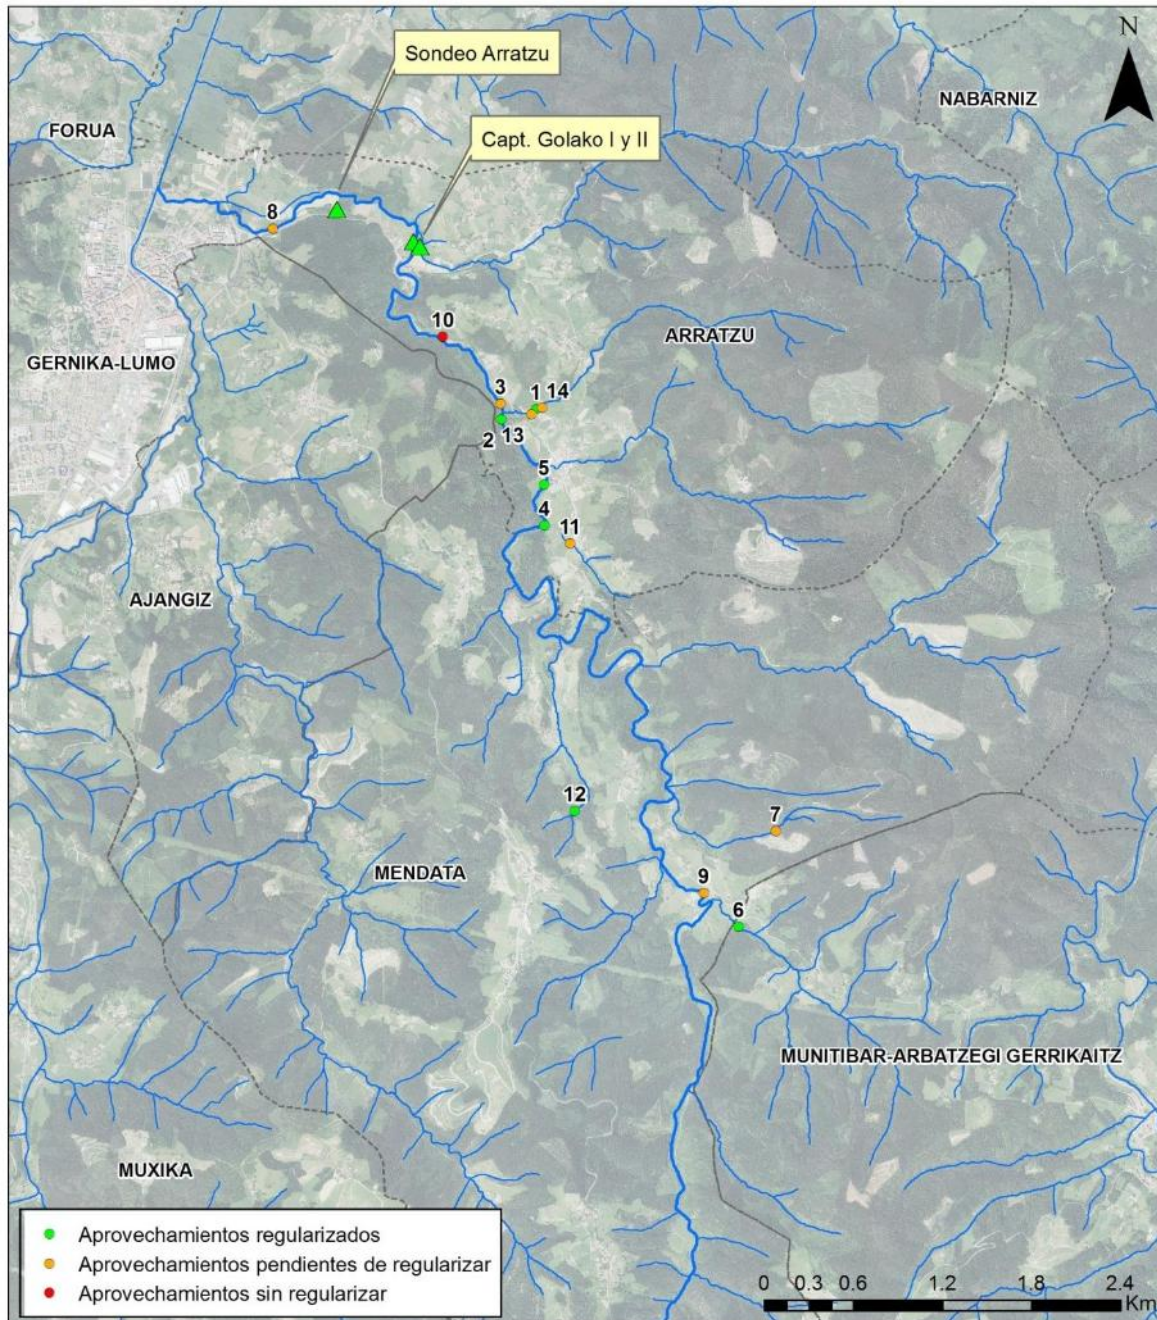 N
Sondeo Arratzu
NABARNIZ
FORUA
Capt. Golako I y II
8
10
ARRATZU
GERNIKA-LUMO
3
1
14
2
13
5
4
11
AJANGIZ
12
7
MENDATA
9
6
MUNITIBAR-ARBATZEGI GERRIKAITZ
MUXIKA
Aprovechamientos regularizados
Aprovechamientos pendientes de regularizar
Aprovechamientos sin regularizar
0 0.3 0.6 1.2 1.8 2.4
Km